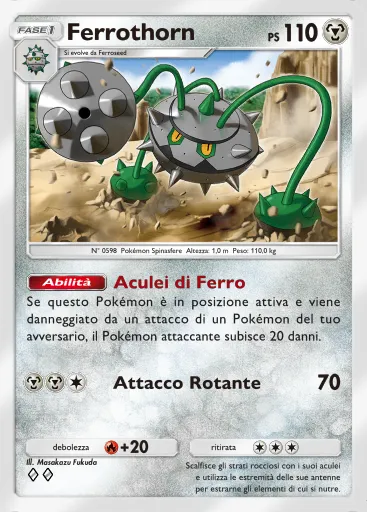 FASE 1
Ferrothorn
PS 110
Si evolve da Ferroseed
N° 0598 Pokémon Spinasfere Altezza: 1,0 m Peso: 110,0 kg
Abilità Aculei di Ferro
Se questo Pokémon è in posizione attiva e viene
danneggiato da un attacco di un Pokémon del tuo
avversario, il Pokémon attaccante subisce 20 danni.
Attacco Rotante 70
debolezza +20 ritirata
Ill. Masakazu Fukuda
Scalfisce gli strati rocciosi con i suoi aculei
e utilizza le estremità delle sue antenne
per estrarne gli elementi di cui si nutre.